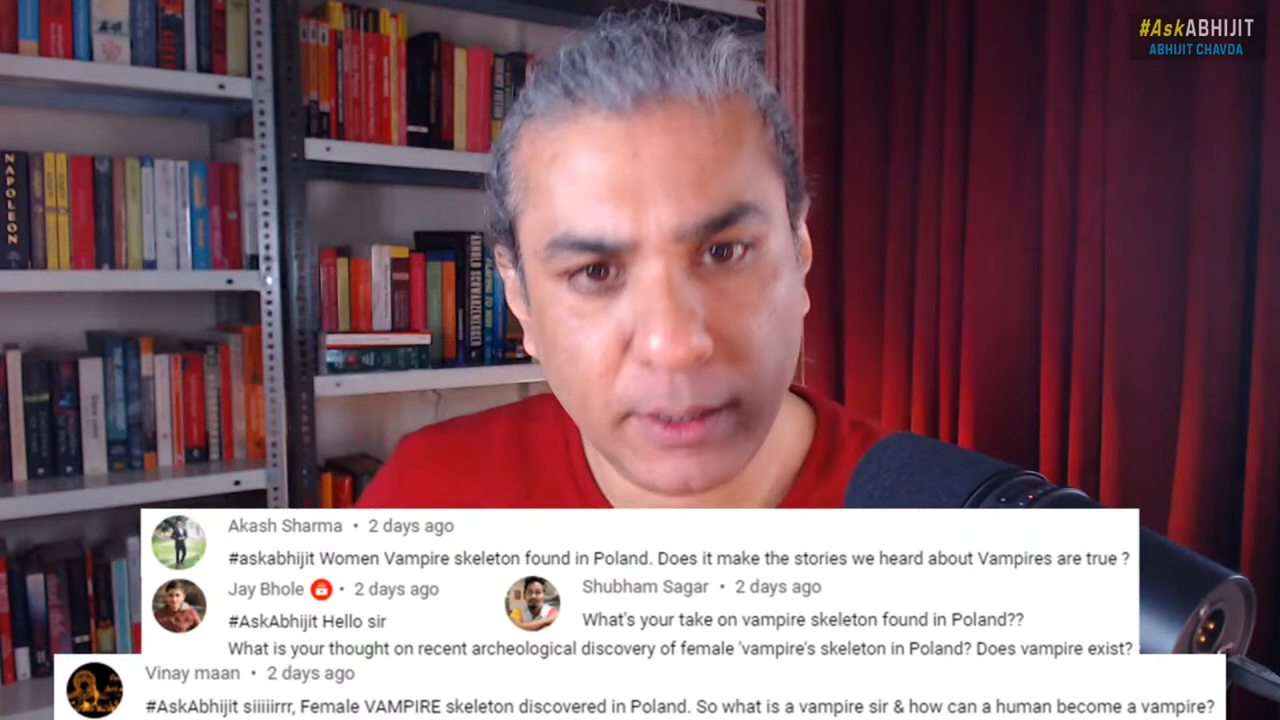 #AskABHIJIT
ABHIJIT CHAVDA
NAPOLEON
ARNOLD SCHWARZENEGGER
Akash Sharma • 2 days ago
#askabhijit Women Vampire skeleton found in Poland. Does it make the stories we heard about Vampires are true ?
Jay Bhole • 2 days ago
#AskAbhijit Hello sir
What is your thought on recent archeological discovery of female 'vampire's skeleton in Poland? Does vampire exist?
Shubham Sagar • 2 days ago
What's your take on vampire skeleton found in Poland??
Vinay maan • 2 days ago
#AskAbhijit siiiiirrr, Female VAMPIRE skeleton discovered in Poland. So what is a vampire sir & how can a human become a vampire?